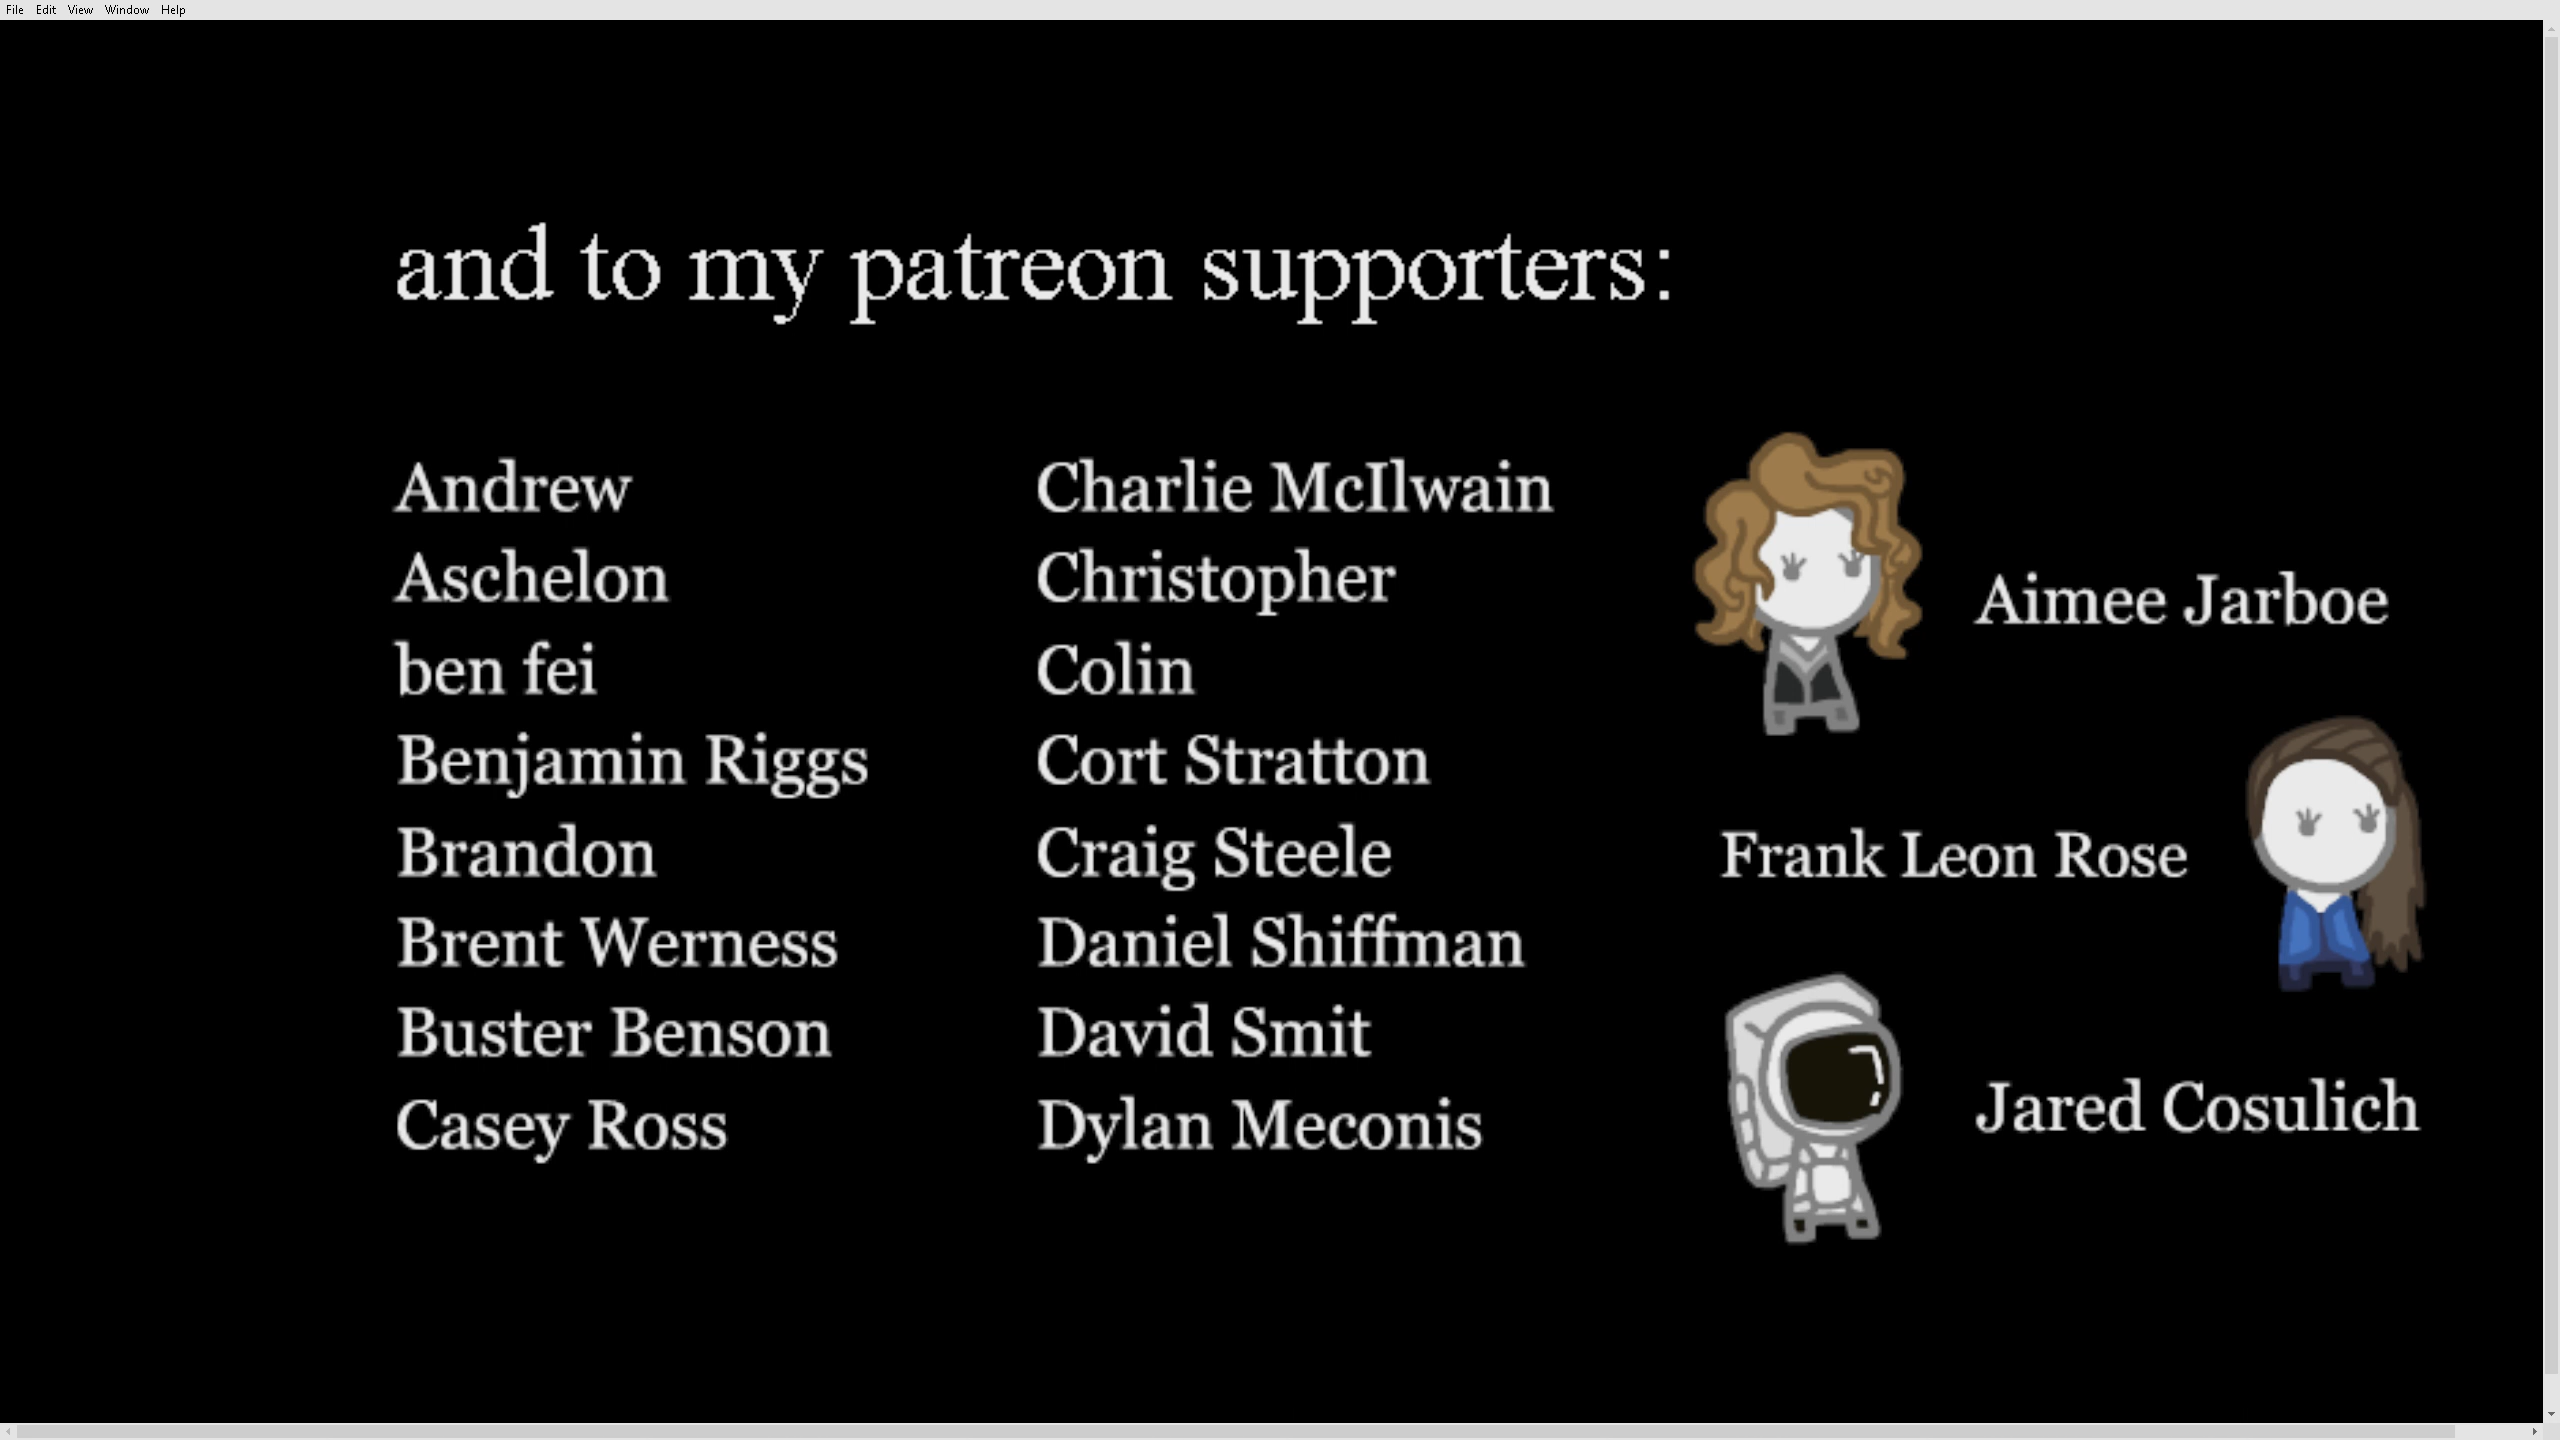 File Edit View Window Help
and to my patreon supporters:
Andrew
Aschelon
ben fei
Benjamin Riggs
Brandon
Brent Werness
Buster Benson
Casey Ross
Charlie McIlwain
Christopher
Colin
Cort Stratton
Craig Steele
Daniel Shiffman
David Smit
Dylan Meconis
Aimee Jarboe
Frank Leon Rose
Jared Cosulich